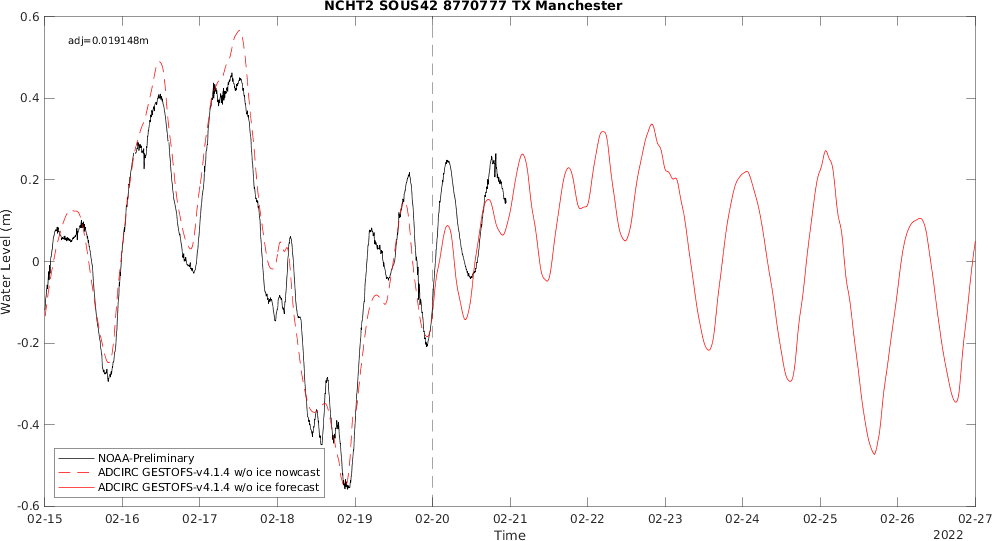 NCHT2 SOUS42 8770777 TX Manchester
adj=0.019148m
0.6
0.4
0.2
0
-0.2
-0.4
-0.6
Water Level (m)
NOAA-Preliminary
ADCIRC GESTOFS-v4.1.4 w/o ice nowcast
ADCIRC GESTOFS-v4.1.4 w/o ice forecast
02-15 02-16 02-17 02-18 02-19 02-20 02-21 02-22 02-23 02-24 02-25 02-26 02-27
Time
2022